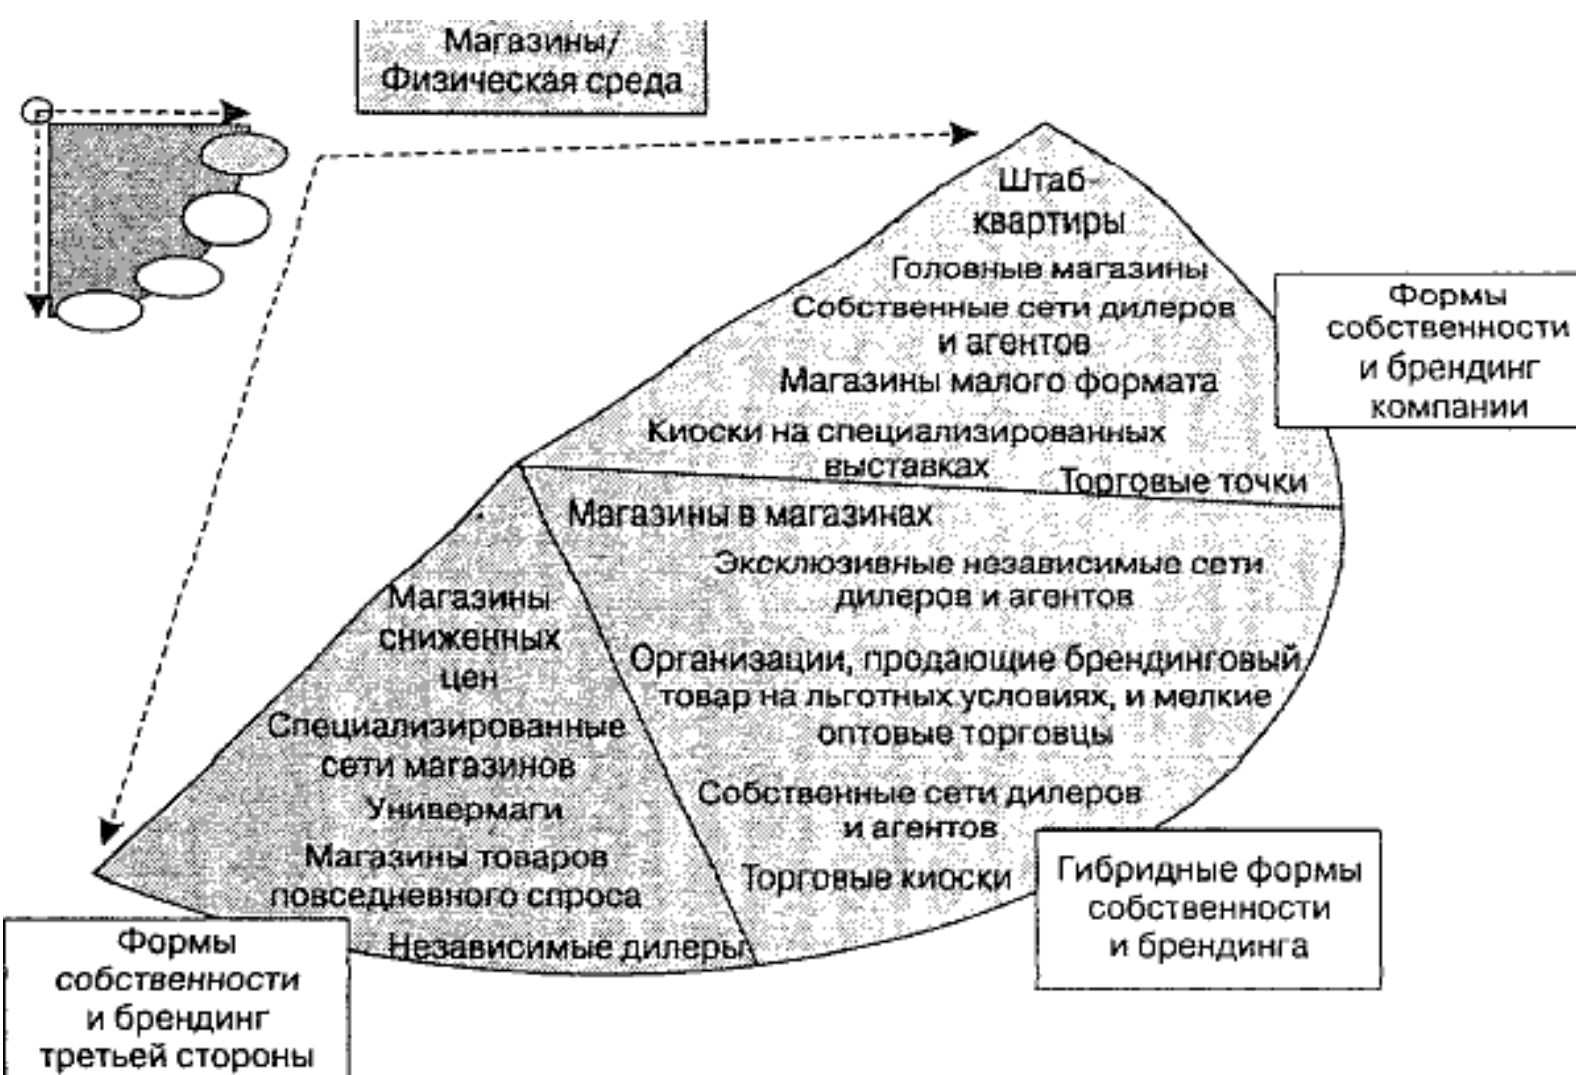 Магазины/
Физическая среда
Штаб-
квартиры
Головные магазины
Собственные сети дилеров
и агентов
Магазины малого формата
Киоски на специализированных
выставках
Торговые точки
Формы
собственности
и брендинг
компании
Магазины в магазинах
Эксклюзивные независимые сети
дилеров и агентов
Организации, продающие брендинговый
товар на льготных условиях, и мелкие
оптовые торговцы
Собственные сети дилеров
и агентов
Торговые киоски
Гибридные формы
собственности
и брендинга
Магазины
сниженных
цен
Специализированные
сети магазинов
Универмаги
Магазины товаров
повседневного спроса
Независимые дилеры
Формы
собственности
и брендинг
третьей стороны